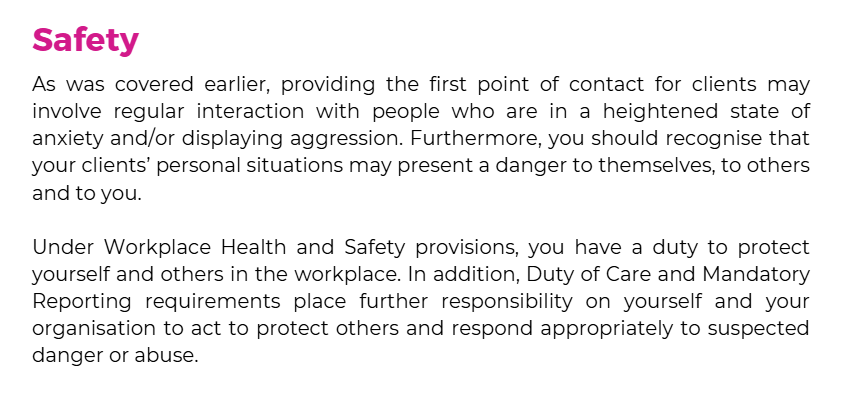 Safety
As was covered earlier, providing the first point of contact for clients may
involve regular interaction with people who are in a heightened state of
anxiety and/or displaying aggression. Furthermore, you should recognise that
your clients’ personal situations may present a danger to themselves, to others
and to you.
Under Workplace Health and Safety provisions, you have a duty to protect
yourself and others in the workplace. In addition, Duty of Care and Mandatory
Reporting requirements place further responsibility on yourself and your
organisation to act to protect others and respond appropriately to suspected
danger or abuse.